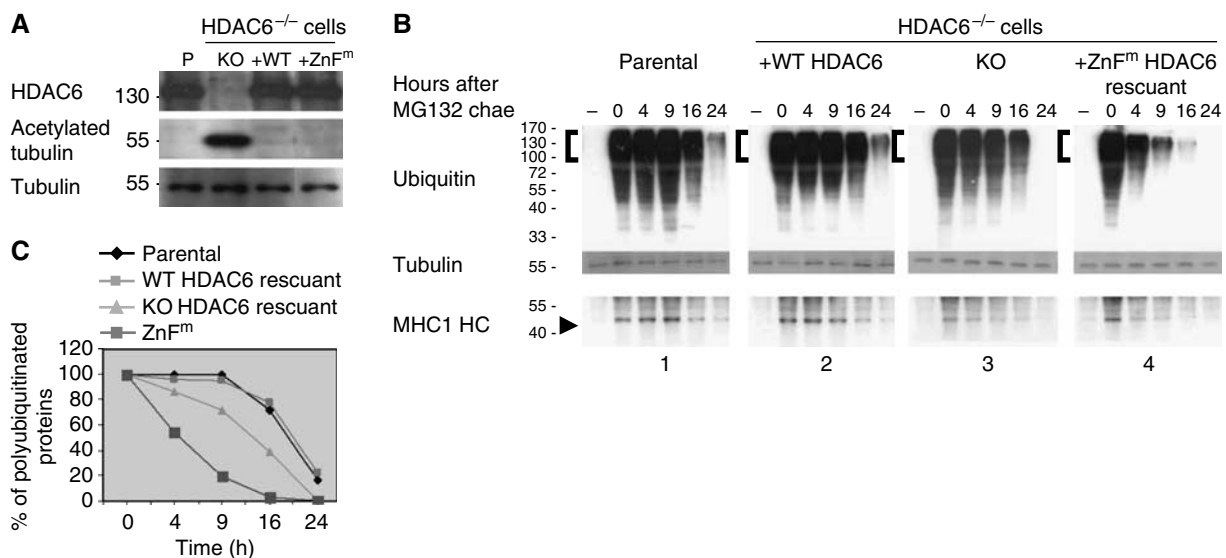 A
HDAC6–/– cells
P KO +WT +ZnFm
HDAC6 130
Acetylated tubulin 55
Tubulin 55
B
HDAC6–/– cells
Parental +WT HDAC6 KO +ZnFm HDAC6 rescuant
Hours after MG132 chae
– 0 4 9 16 24 – 0 4 9 16 24 – 0 4 9 16 24 – 0 4 9 16 24
Ubiquitin
170 -
130 -
100 -
72 -
55 -
40 -
33 -
Tubulin 55 -
MHC1 HC
55 -
40 -
1 2 3 4
C
Parental
WT HDAC6 rescuant
KO HDAC6 rescuant
ZnFm
% of polyubiquitinated proteins
120
100
80
60
40
20
0
0 4 9 16 24
Time (h)